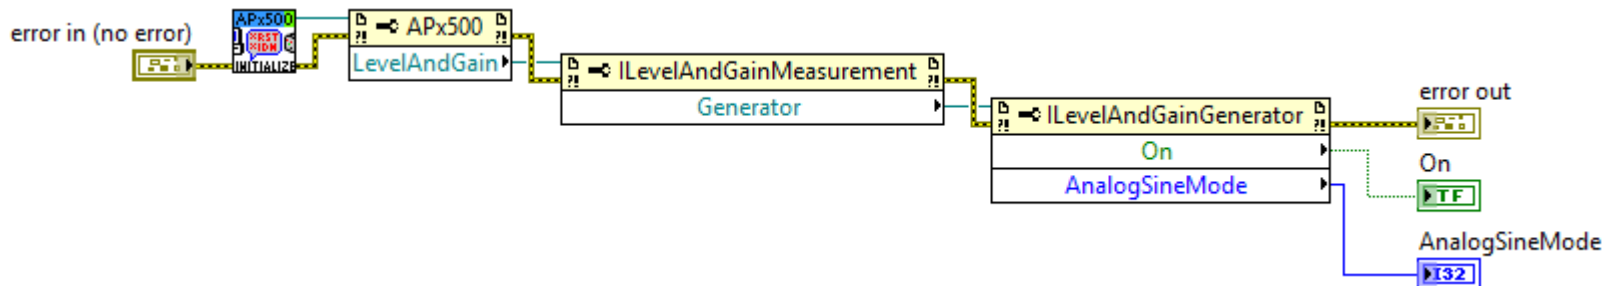 error in (no error)
APx500
*RST
*IDN
INITIALIZE
APx500
LevelAndGain
ILevelAndGainMeasurement
Generator
ILevelAndGainGenerator
On
AnalogSineMode
error out
On
TF
AnalogSineMode
I32